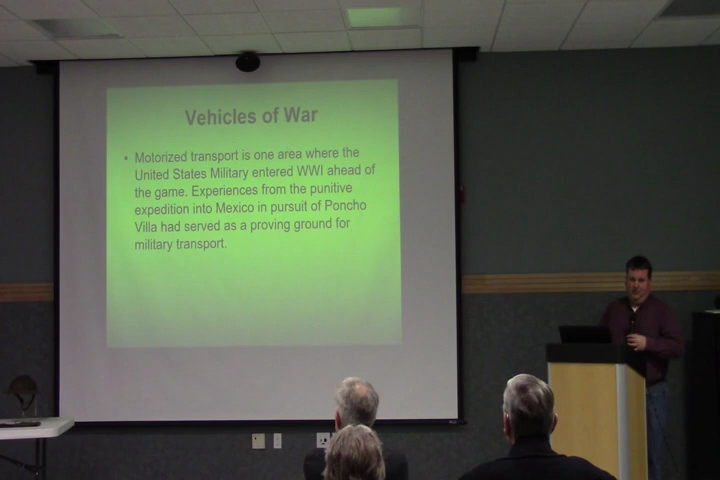 Vehicles of War
• Motorized transport is one area where the
United States Military entered WWI ahead of
the game. Experiences from the punitive
expedition into Mexico in pursuit of Poncho
Villa had served as a proving ground for
military transport.